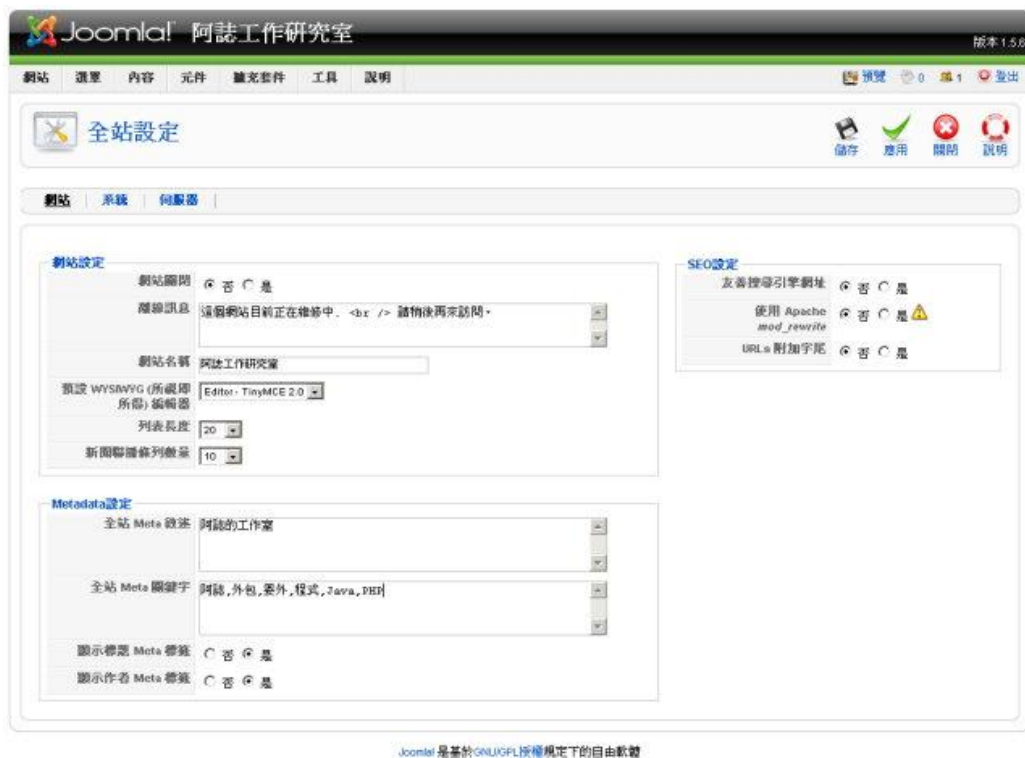 Joomla! 阿誌工作研究室
版本 1.5.6
網站 選單 內容 元件 擴充套件 工具 說明 預覽 0 1 登出
全站設定
儲存 應用 關閉 說明
網站 系統 伺服器
網站設定
網站關閉 否 是
離線訊息 這個網站目前正在維修中. <br /> 請稍後再來訪問。
網站名稱 阿誌工作研究室
預設 WYSIWYG (所視即所得) 編輯器 Editor - TinyMCE 2.0
列表長度 20
新聞聯播條列數量 10
SEO設定
友善搜尋引擎網址 否 是
使用 Apache mod_rewrite 否 是
URLs 附加字尾 否 是
Metadata設定
全站 Meta 敘述 阿誌的工作室
全站 Meta 關鍵字 阿誌,外包,委外,程式,Java,PHP
顯示標題 Meta 標籤 否 是
顯示作者 Meta 標籤 否 是
Joomla! 是基於GNU/GPL授權規定下的自由軟體